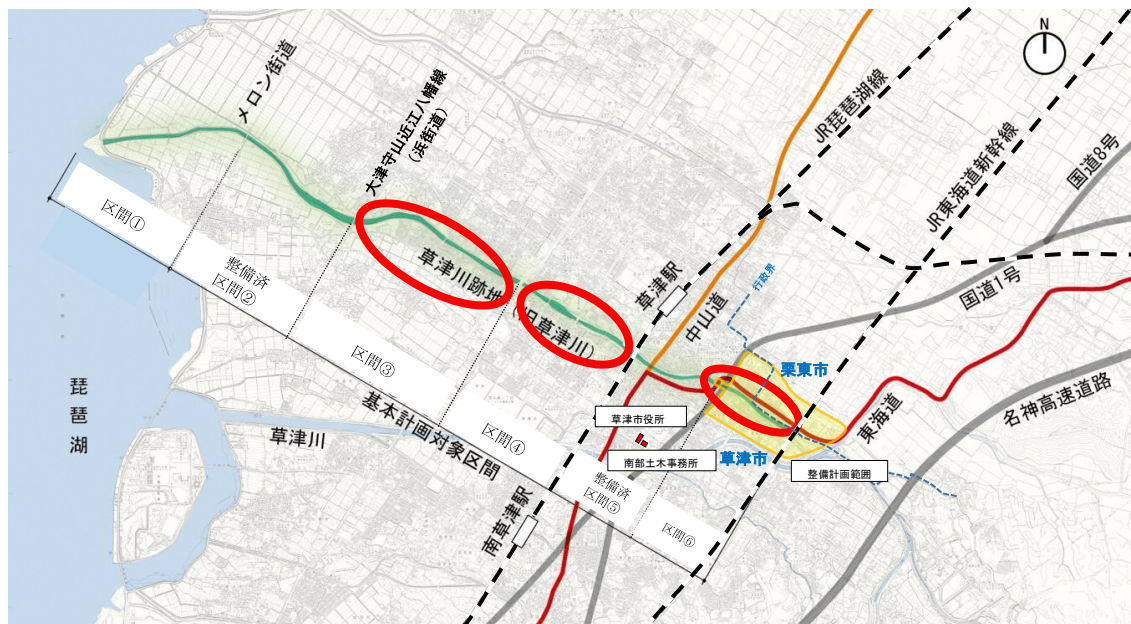 N
メロン街道
大津守山近江八幡線
（浜街道）
JR琵琶湖線
JR東海道新幹線
国道8号
国道1号
区間①
整備済
区間②
区間③
区間④
整備済
区間⑤
区間⑥
基本計画対象区間
草津川跡地
（旧草津川）
草津駅
中山道
行政界
栗東市
草津市
東海道
名神高速道路
草津市役所
南部土木事務所
整備計画範囲
琵琶湖
草津川
南草津駅